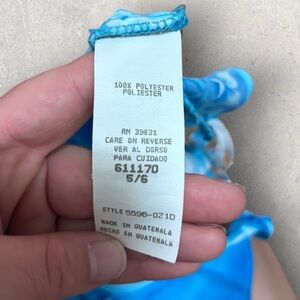 100% POLYESTER
POLIESTER
RN 39031
CARE ON REVERSE
VER AL DORSO
PARA CUIDADO
611170
5/6
STYLE 5596-0Z1D
MADE IN GUATEMALA
HECHO EN GUATEMALA